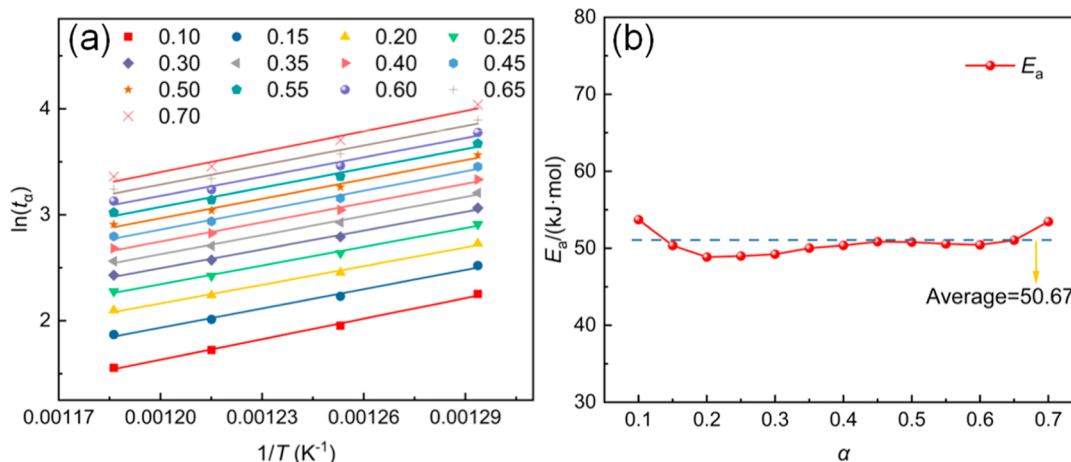 (a)
0.10 0.15 0.20 0.25
0.30 0.35 0.40 0.45
0.50 0.55 0.60 0.65
0.70
4
3
2
ln(tα)
0.00117 0.00120 0.00123 0.00126 0.00129
1/T (K⁻¹)
(b)
Ea
80
70
60
50
40
30
Ea/(kJ·mol)
Average=50.67
0.1 0.2 0.3 0.4 0.5 0.6 0.7
α